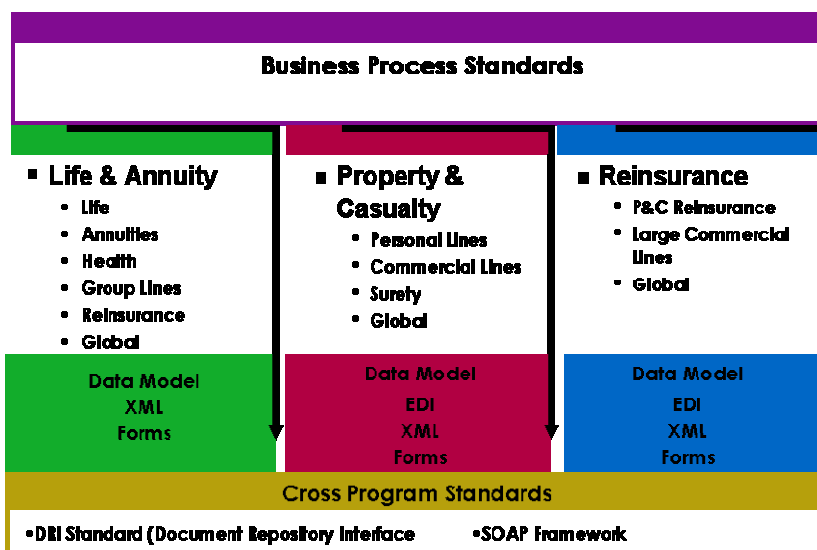 Business Process Standards
▪ Life & Annuity
• Life
• Annuities
• Health
• Group Lines
• Reinsurance
• Global
Data Model
XML
Forms
▪ Property &
Casualty
• Personal Lines
• Commercial Lines
• Surety
• Global
Data Model
EDI
XML
Forms
▪ Reinsurance
• P&C Reinsurance
• Large Commercial
Lines
• Global
Data Model
EDI
XML
Forms
Cross Program Standards
•DRI Standard (Document Repository Interface •SOAP Framework